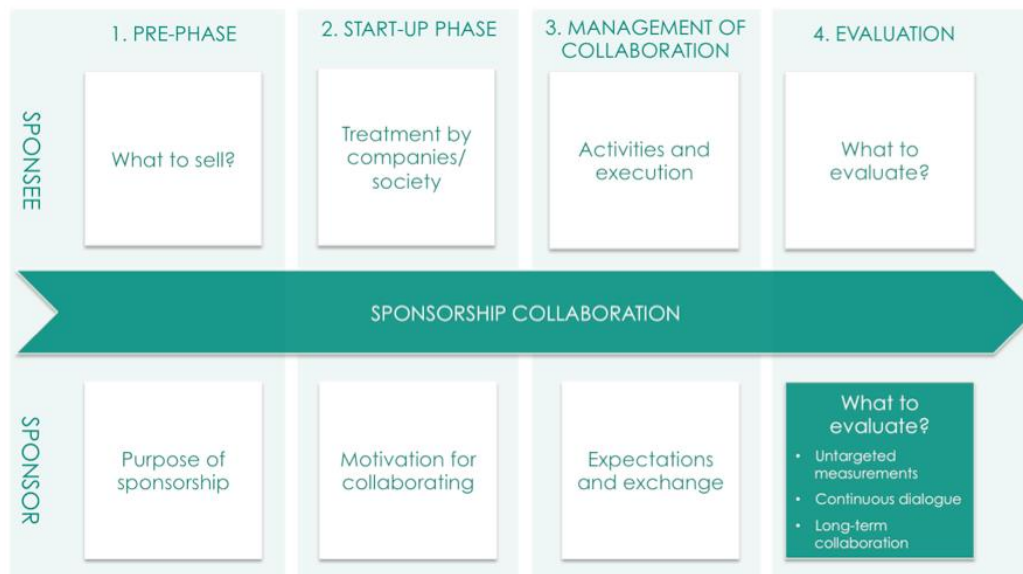 1. PRE-PHASE
2. START-UP PHASE
3. MANAGEMENT OF
COLLABORATION
4. EVALUATION
SPONSEE
What to sell?
Treatment by
companies/
society
Activities and
execution
What to
evaluate?
SPONSORSHIP COLLABORATION
SPONSOR
Purpose of
sponsorship
Motivation for
collaborating
Expectations
and exchange
What to
evaluate?
• Untargeted
measurements
• Continuous dialogue
• Long-term
collaboration